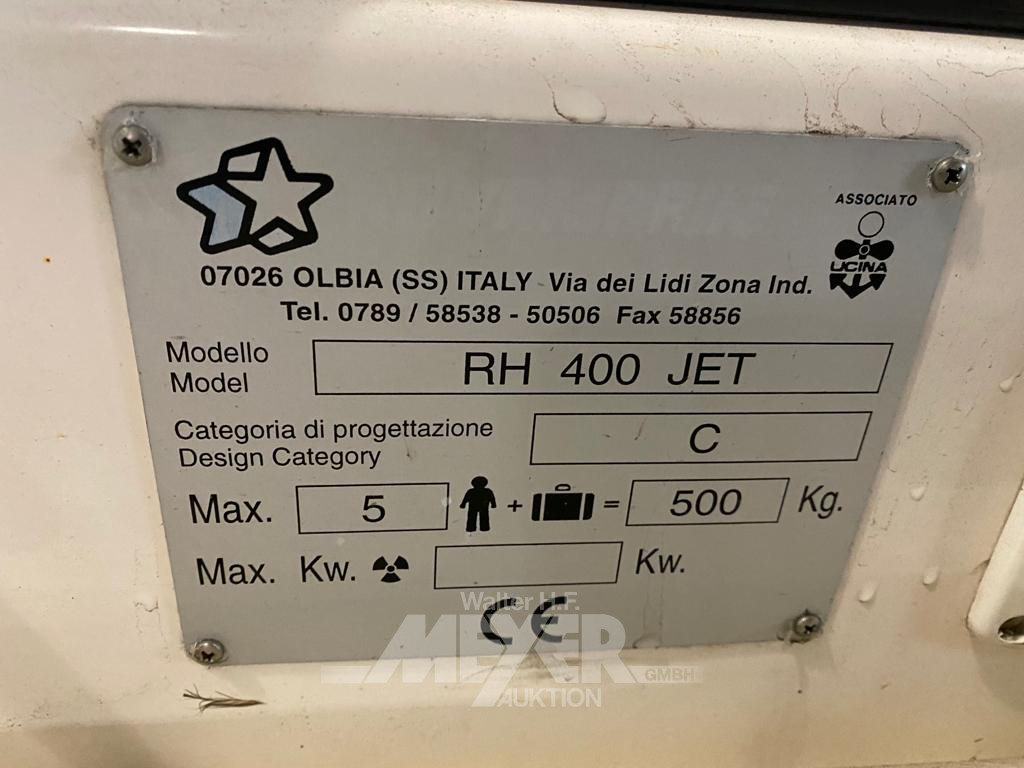 ASSOCIATO
UCINA
07026 OLBIA (SS) ITALY - Via dei Lidi Zona Ind.
Tel. 0789 / 58538 - 50506 Fax 58856
Modello
Model
RH 400 JET
Categoria di progettazione
Design Category
C
Max. 5 + = 500 Kg.
Max. Kw. Kw.
CE
Walter H.F.
MEYER
GMBH
AUKTION